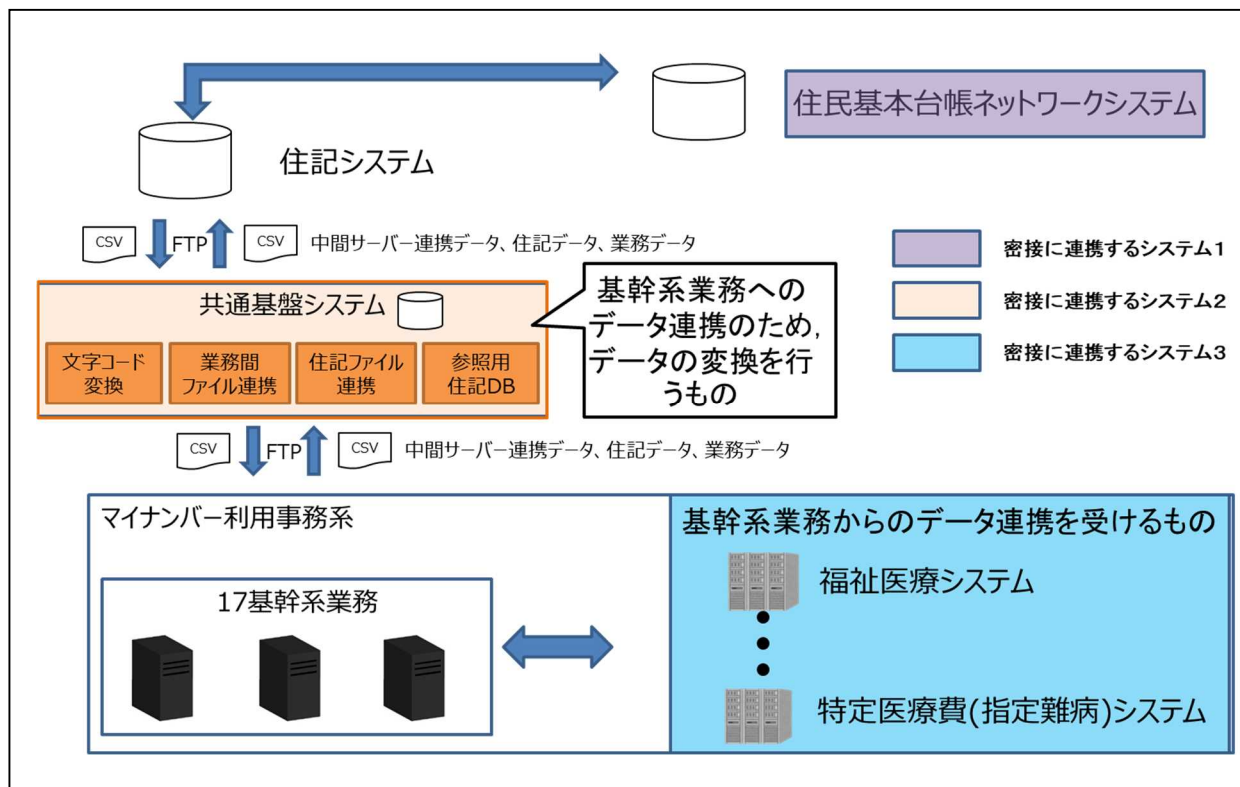 住民基本台帳ネットワークシステム
住記システム
CSV
FTP
CSV
中間サーバー連携データ、住記データ、業務データ
密接に連携するシステム1
密接に連携するシステム2
密接に連携するシステム3
共通基盤システム
文字コード
変換
業務間
ファイル連携
住記ファイル
連携
参照用
住記DB
基幹系業務への
データ連携のため,
データの変換を行
うもの
CSV
FTP
CSV
中間サーバー連携データ、住記データ、業務データ
マイナンバー利用事務系
17基幹系業務
基幹系業務からのデータ連携を受けるもの
福祉医療システム
特定医療費(指定難病)システム